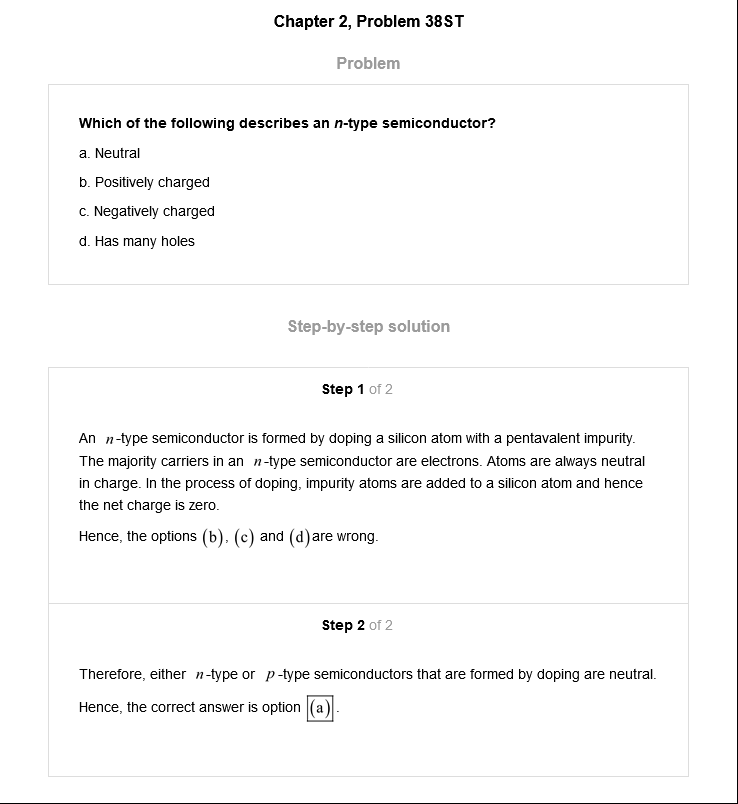 Chapter 2, Problem 38ST
Problem
Which of the following describes an n-type semiconductor?
a. Neutral
b. Positively charged
c. Negatively charged
d. Has many holes
Step-by-step solution
Step 1 of 2
An n-type semiconductor is formed by doping a silicon atom with a pentavalent impurity.
The majority carriers in an n-type semiconductor are electrons. Atoms are always neutral
in charge. In the process of doping, impurity atoms are added to a silicon atom and hence
the net charge is zero.
Hence, the options (b), (c) and (d)are wrong.
Step 2 of 2
Therefore, either n-type or p-type semiconductors that are formed by doping are neutral.
Hence, the correct answer is option (a).